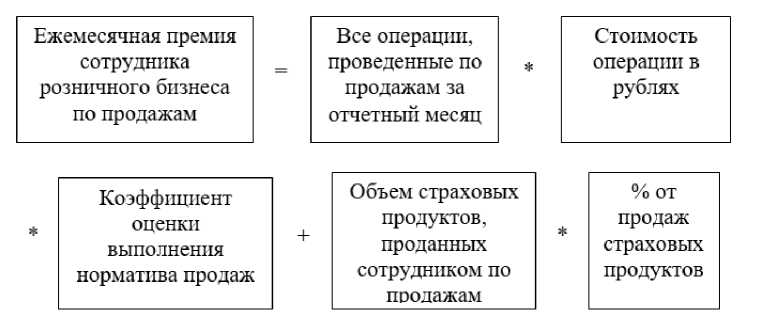 Ежемесячная премия
сотрудника
розничного бизнеса
по продажам
=
Все операции,
проведенные по
продажам за
отчетный месяц
*
Стоимость
операции в
рублях
*
Коэффициент
оценки
выполнения
норматива продаж
+
Объем страховых
продуктов,
проданных
сотрудником по
продажам
*
% от
продаж
страховых
продуктов